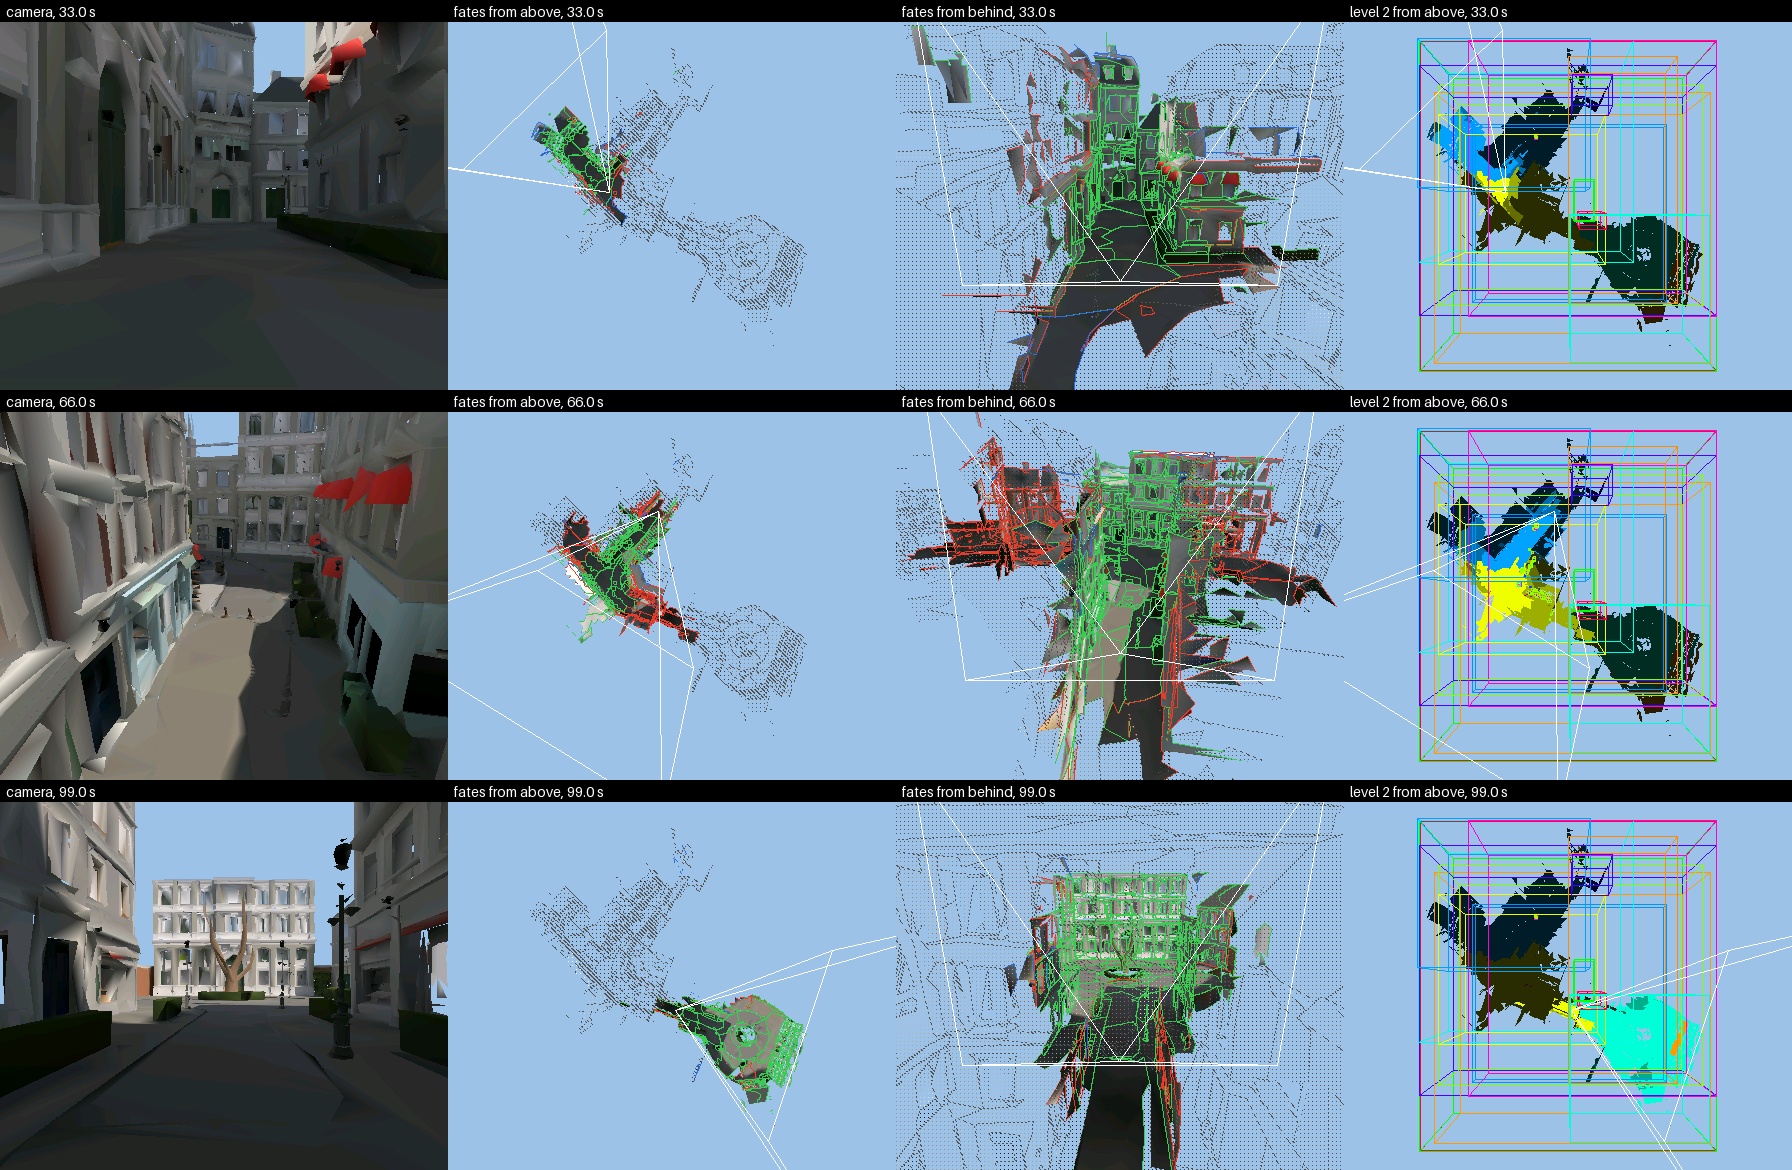 camera, 33.0 s
fates from above, 33.0 s
fates from behind, 33.0 s
level 2 from above, 33.0 s
camera, 66.0 s
fates from above, 66.0 s
fates from behind, 66.0 s
level 2 from above, 66.0 s
camera, 99.0 s
fates from above, 99.0 s
fates from behind, 99.0 s
level 2 from above, 99.0 s